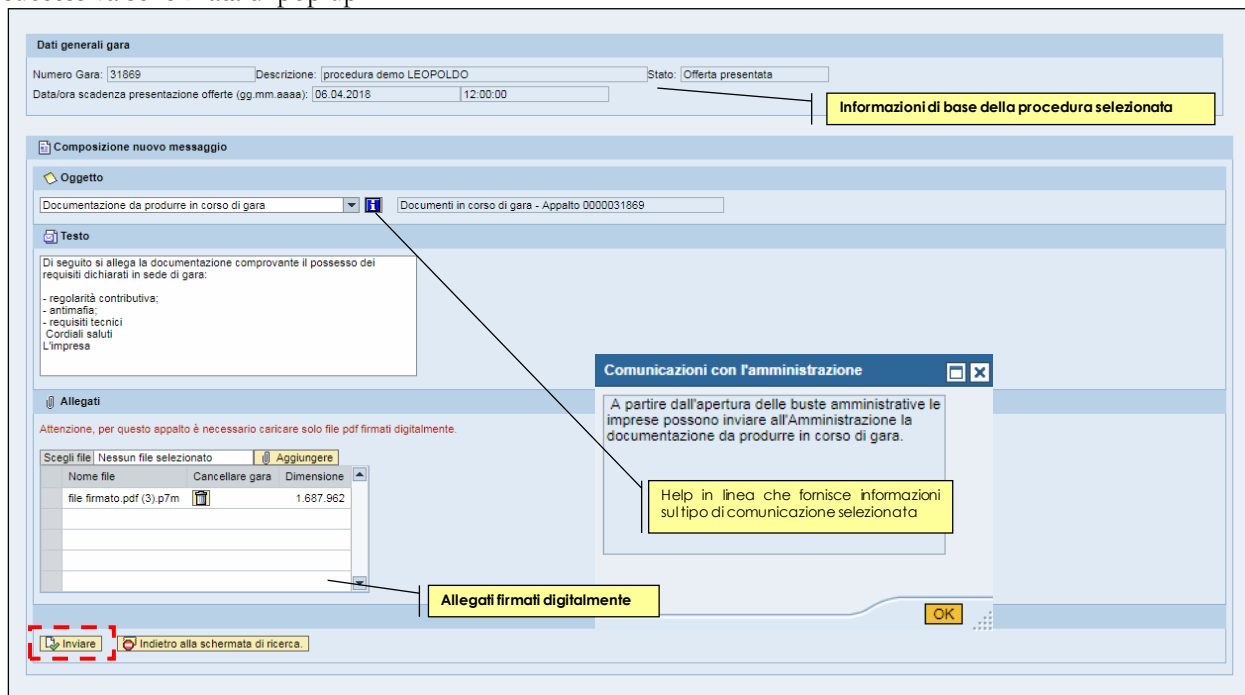 Dati generali gara
Numero Gara: 31869 Descrizione: procedura demo LEOPOLDO Stato: Offerta presentata
Data/ora scadenza presentazione offerte (gg.mm.aaaa): 06.04.2018 12:00:00
Informazioni di base della procedura selezionata
Composizione nuovo messaggio
Oggetto
Documentazione da produrre in corso di gara Documenti in corso di gara - Appalto 0000031869
Testo
Di seguito si allega la documentazione comprovante il possesso dei
requisiti dichiarati in sede di gara:
- regolarità contributiva;
- antimafia;
- requisiti tecnici
Cordiali saluti
L'impresa
Comunicazioni con l'amministrazione
A partire dall'apertura delle buste amministrative le
imprese possono inviare all'Amministrazione la
documentazione da produrre in corso di gara.
Help in linea che fornisce informazioni
sul tipo di comunicazione selezionata
OK
Allegati
Attenzione, per questo appalto è necessario caricare solo file pdf firmati digitalmente.
Scegli file Nessun file selezionato Aggiungere
Nome file Cancellare gara Dimensione
file firmato.pdf (3).p7m 1.687.962
Allegati firmati digitalmente
Inviare Indietro alla schermata di ricerca.